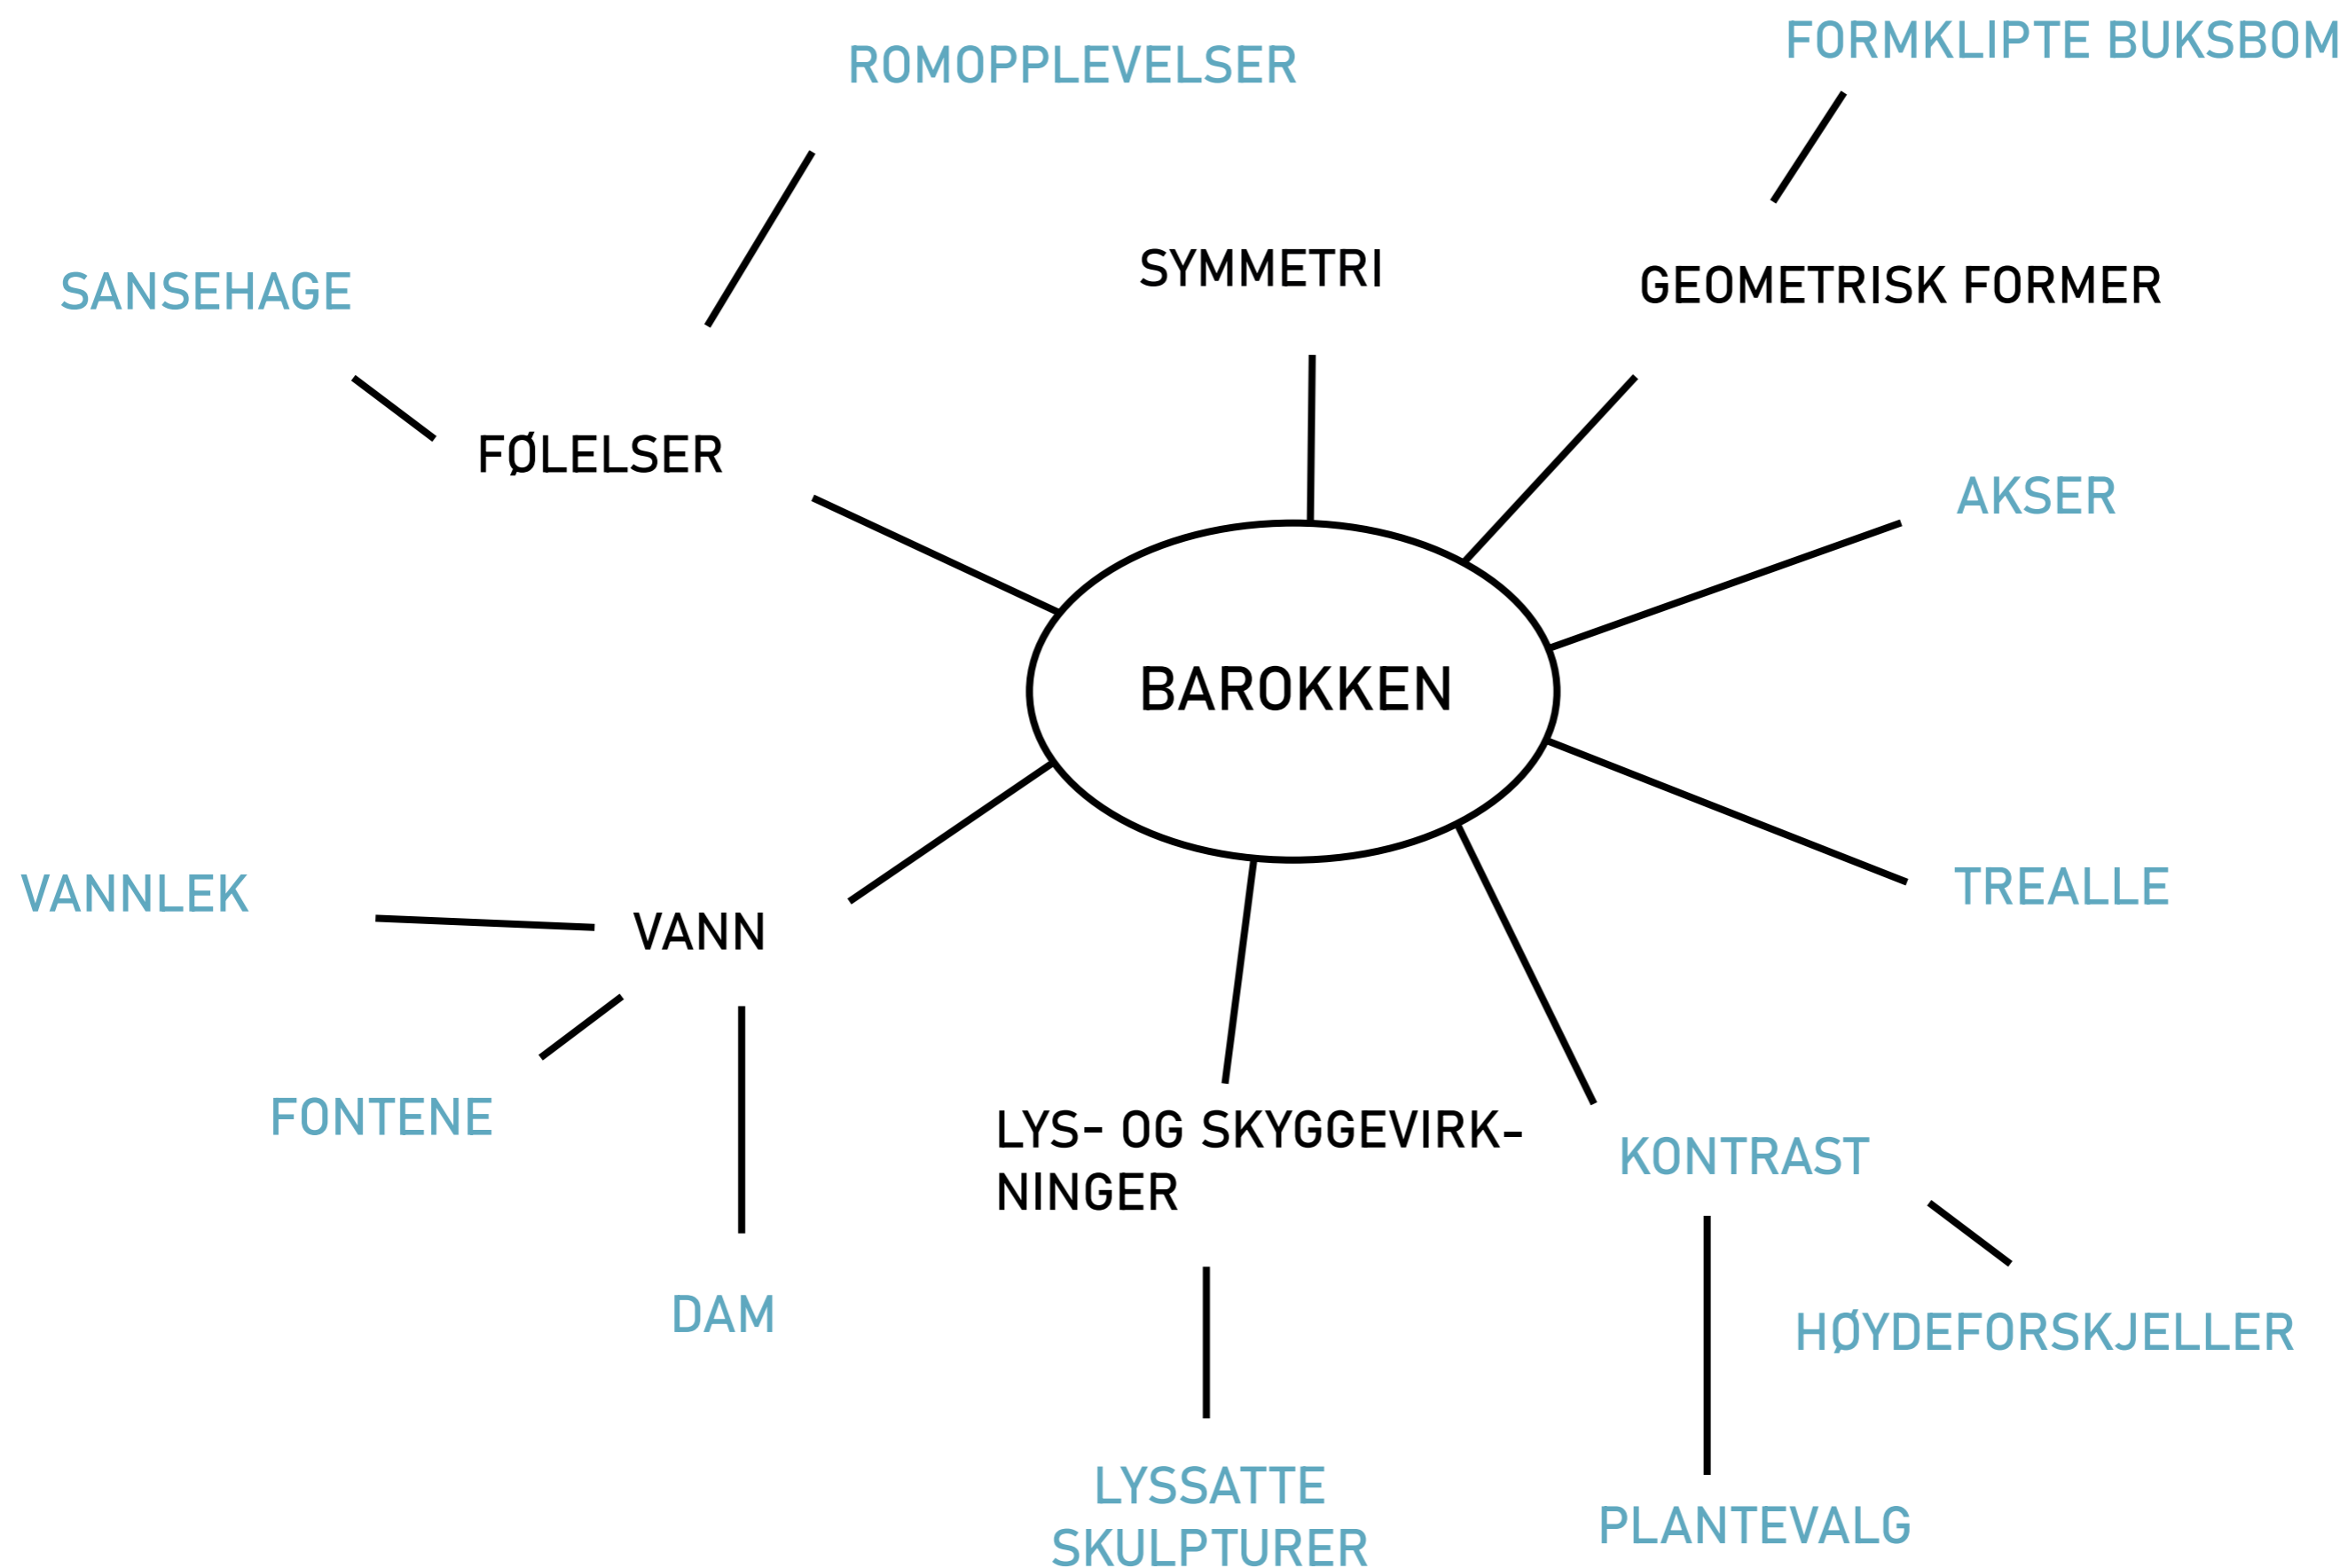 FORMKLIPTE BUKSBOM
ROMOPPLEVELSER
SYMMETRI
GEOMETRISK FORMER
SANSEHAGE
FØLELSER
AKSER
BAROKKEN
TREALLE
VANNLEK
VANN
FONTENE
LYS- OG SKYGGEVIRK-
NINGER
KONTRAST
DAM
HØYDEFORSKJELLER
LYSSATTE
SKULPTURER
PLANTEVALG